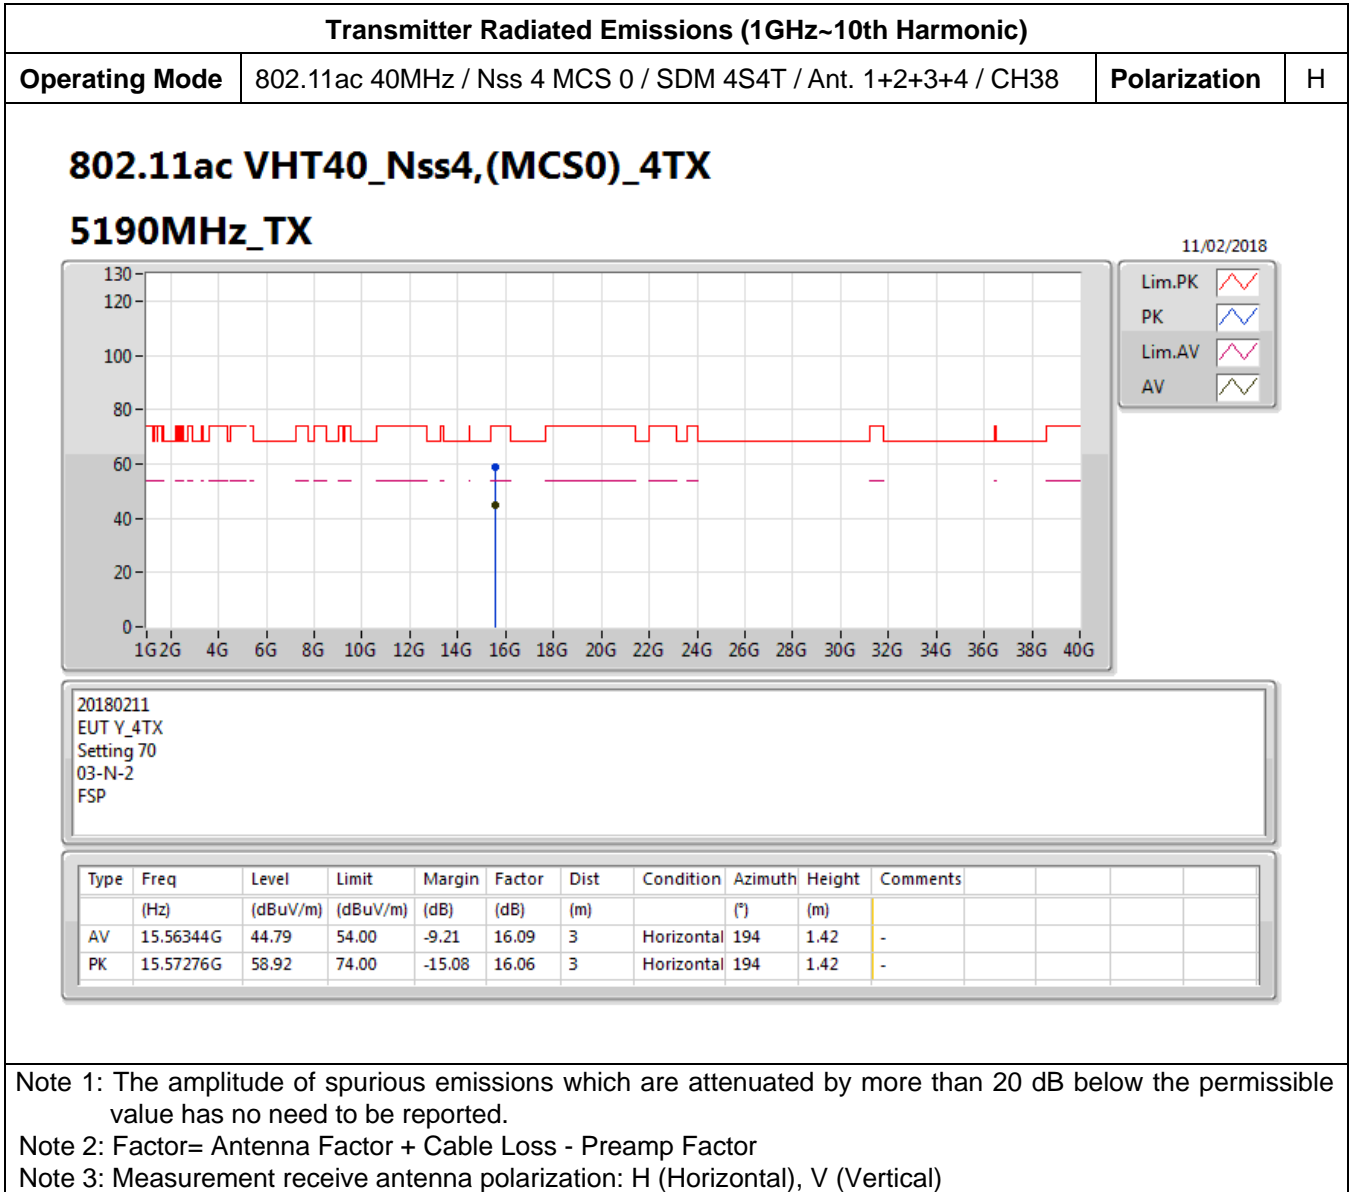 Transmitter Radiated Emissions (1GHz~10th Harmonic)
Operating Mode 802.11ac 40MHz / Nss 4 MCS 0 / SDM 4S4T / Ant. 1+2+3+4 / CH38 Polarization H
802.11ac VHT40_Nss4,(MCS0)_4TX
5190MHz_TX
11/02/2018
130
120
100
80
60
40
20
0
1G 2G 4G 6G 8G 10G 12G 14G 16G 18G 20G 22G 24G 26G 28G 30G 32G 34G 36G 38G 40G
Lim.PK
PK
Lim.AV
AV
20180211
EUT Y_4TX
Setting 70
03-N-2
FSP
Type Freq Level Limit Margin Factor Dist Condition Azimuth Height Comments
(Hz) (dBuV/m) (dBuV/m) (dB) (dB) (m) (°) (m)
AV 15.56344G 44.79 54.00 -9.21 16.09 3 Horizontal 194 1.42 -
PK 15.57276G 58.92 74.00 -15.08 16.06 3 Horizontal 194 1.42 -
Note 1: The amplitude of spurious emissions which are attenuated by more than 20 dB below the permissible
value has no need to be reported.
Note 2: Factor= Antenna Factor + Cable Loss - Preamp Factor
Note 3: Measurement receive antenna polarization: H (Horizontal), V (Vertical)